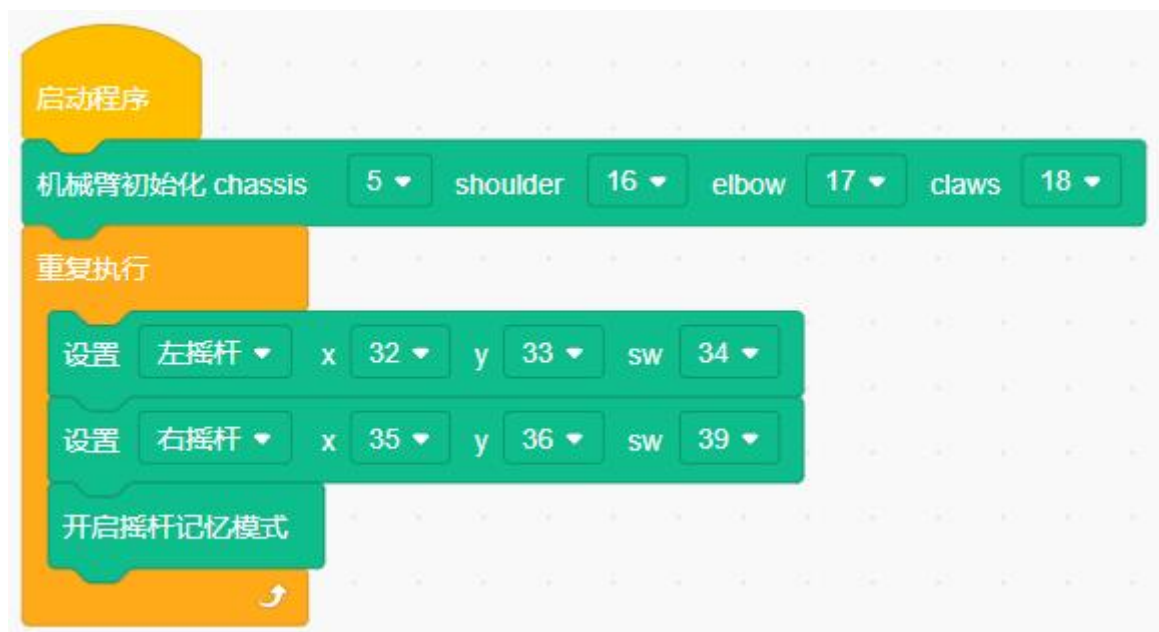 启动程序
机械臂初始化 chassis 5 shoulder 16 elbow 17 claws 18
重复执行
设置 左摇杆 x 32 y 33 sw 34
设置 右摇杆 x 35 y 36 sw 39
开启摇杆记忆模式